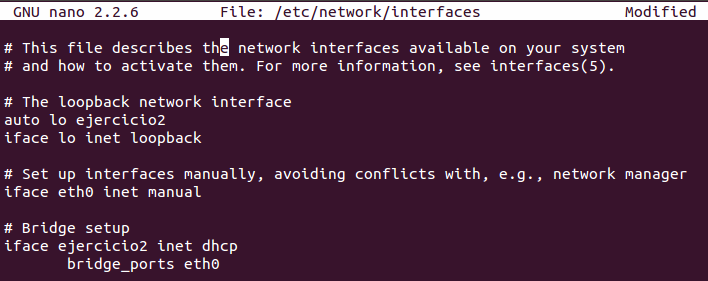 GNU nano 2.2.6 File: /etc/network/interfaces Modified
# This file describes the network interfaces available on your system
# and how to activate them. For more information, see interfaces(5).
# The loopback network interface
auto lo ejercicio2
iface lo inet loopback
# Set up interfaces manually, avoiding conflicts with, e.g., network manager
iface eth0 inet manual
# Bridge setup
iface ejercicio2 inet dhcp
bridge_ports eth0